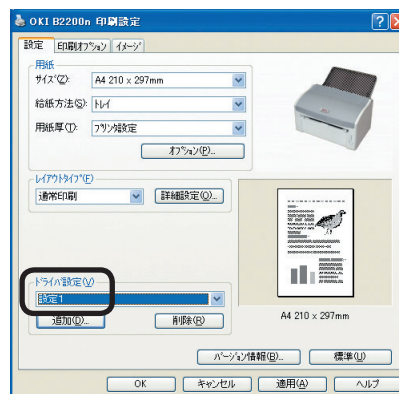 OKI B2200n 印刷設定
設定 印刷ｵﾌﾟｼｮﾝ ｲﾒｰｼﾞ
用紙
ｻｲｽﾞ(Z): A4 210 x 297mm
給紙方法(S): ﾄﾚｲ
用紙厚(T): ﾌﾟﾘﾝﾀ設定
ｵﾌﾟｼｮﾝ(P)...
ﾚｲｱｳﾄﾀｲﾌﾟ(F)
通常印刷 詳細設定(O)...
ﾄﾞﾗｲﾊﾞ設定(V)
設定1
追加(D)... 削除(R)
A4 210 x 297mm
ﾊﾞｰｼﾞｮﾝ情報(B)... 標準(U)
OK ｷｬﾝｾﾙ 適用(A) ﾍﾙﾌﾟ